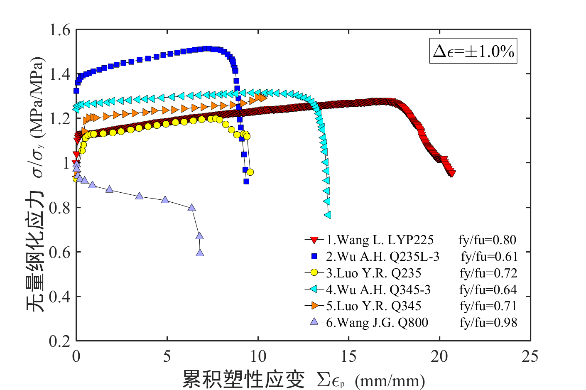 无量纲化应力 σ/σy (MPa/MPa)
1.6
1.4
1.2
1
0.8
0.6
0.4
0.2
Δϵ=±1.0%
1.Wang L. LYP225 fy/fu=0.80
2.Wu A.H. Q235L-3 fy/fu=0.61
3.Luo Y.R. Q235 fy/fu=0.72
4.Wu A.H. Q345-3 fy/fu=0.64
5.Luo Y.R. Q345 fy/fu=0.71
6.Wang J.G. Q800 fy/fu=0.98
0 5 10 15 20 25
累积塑性应变 Σϵp (mm/mm)